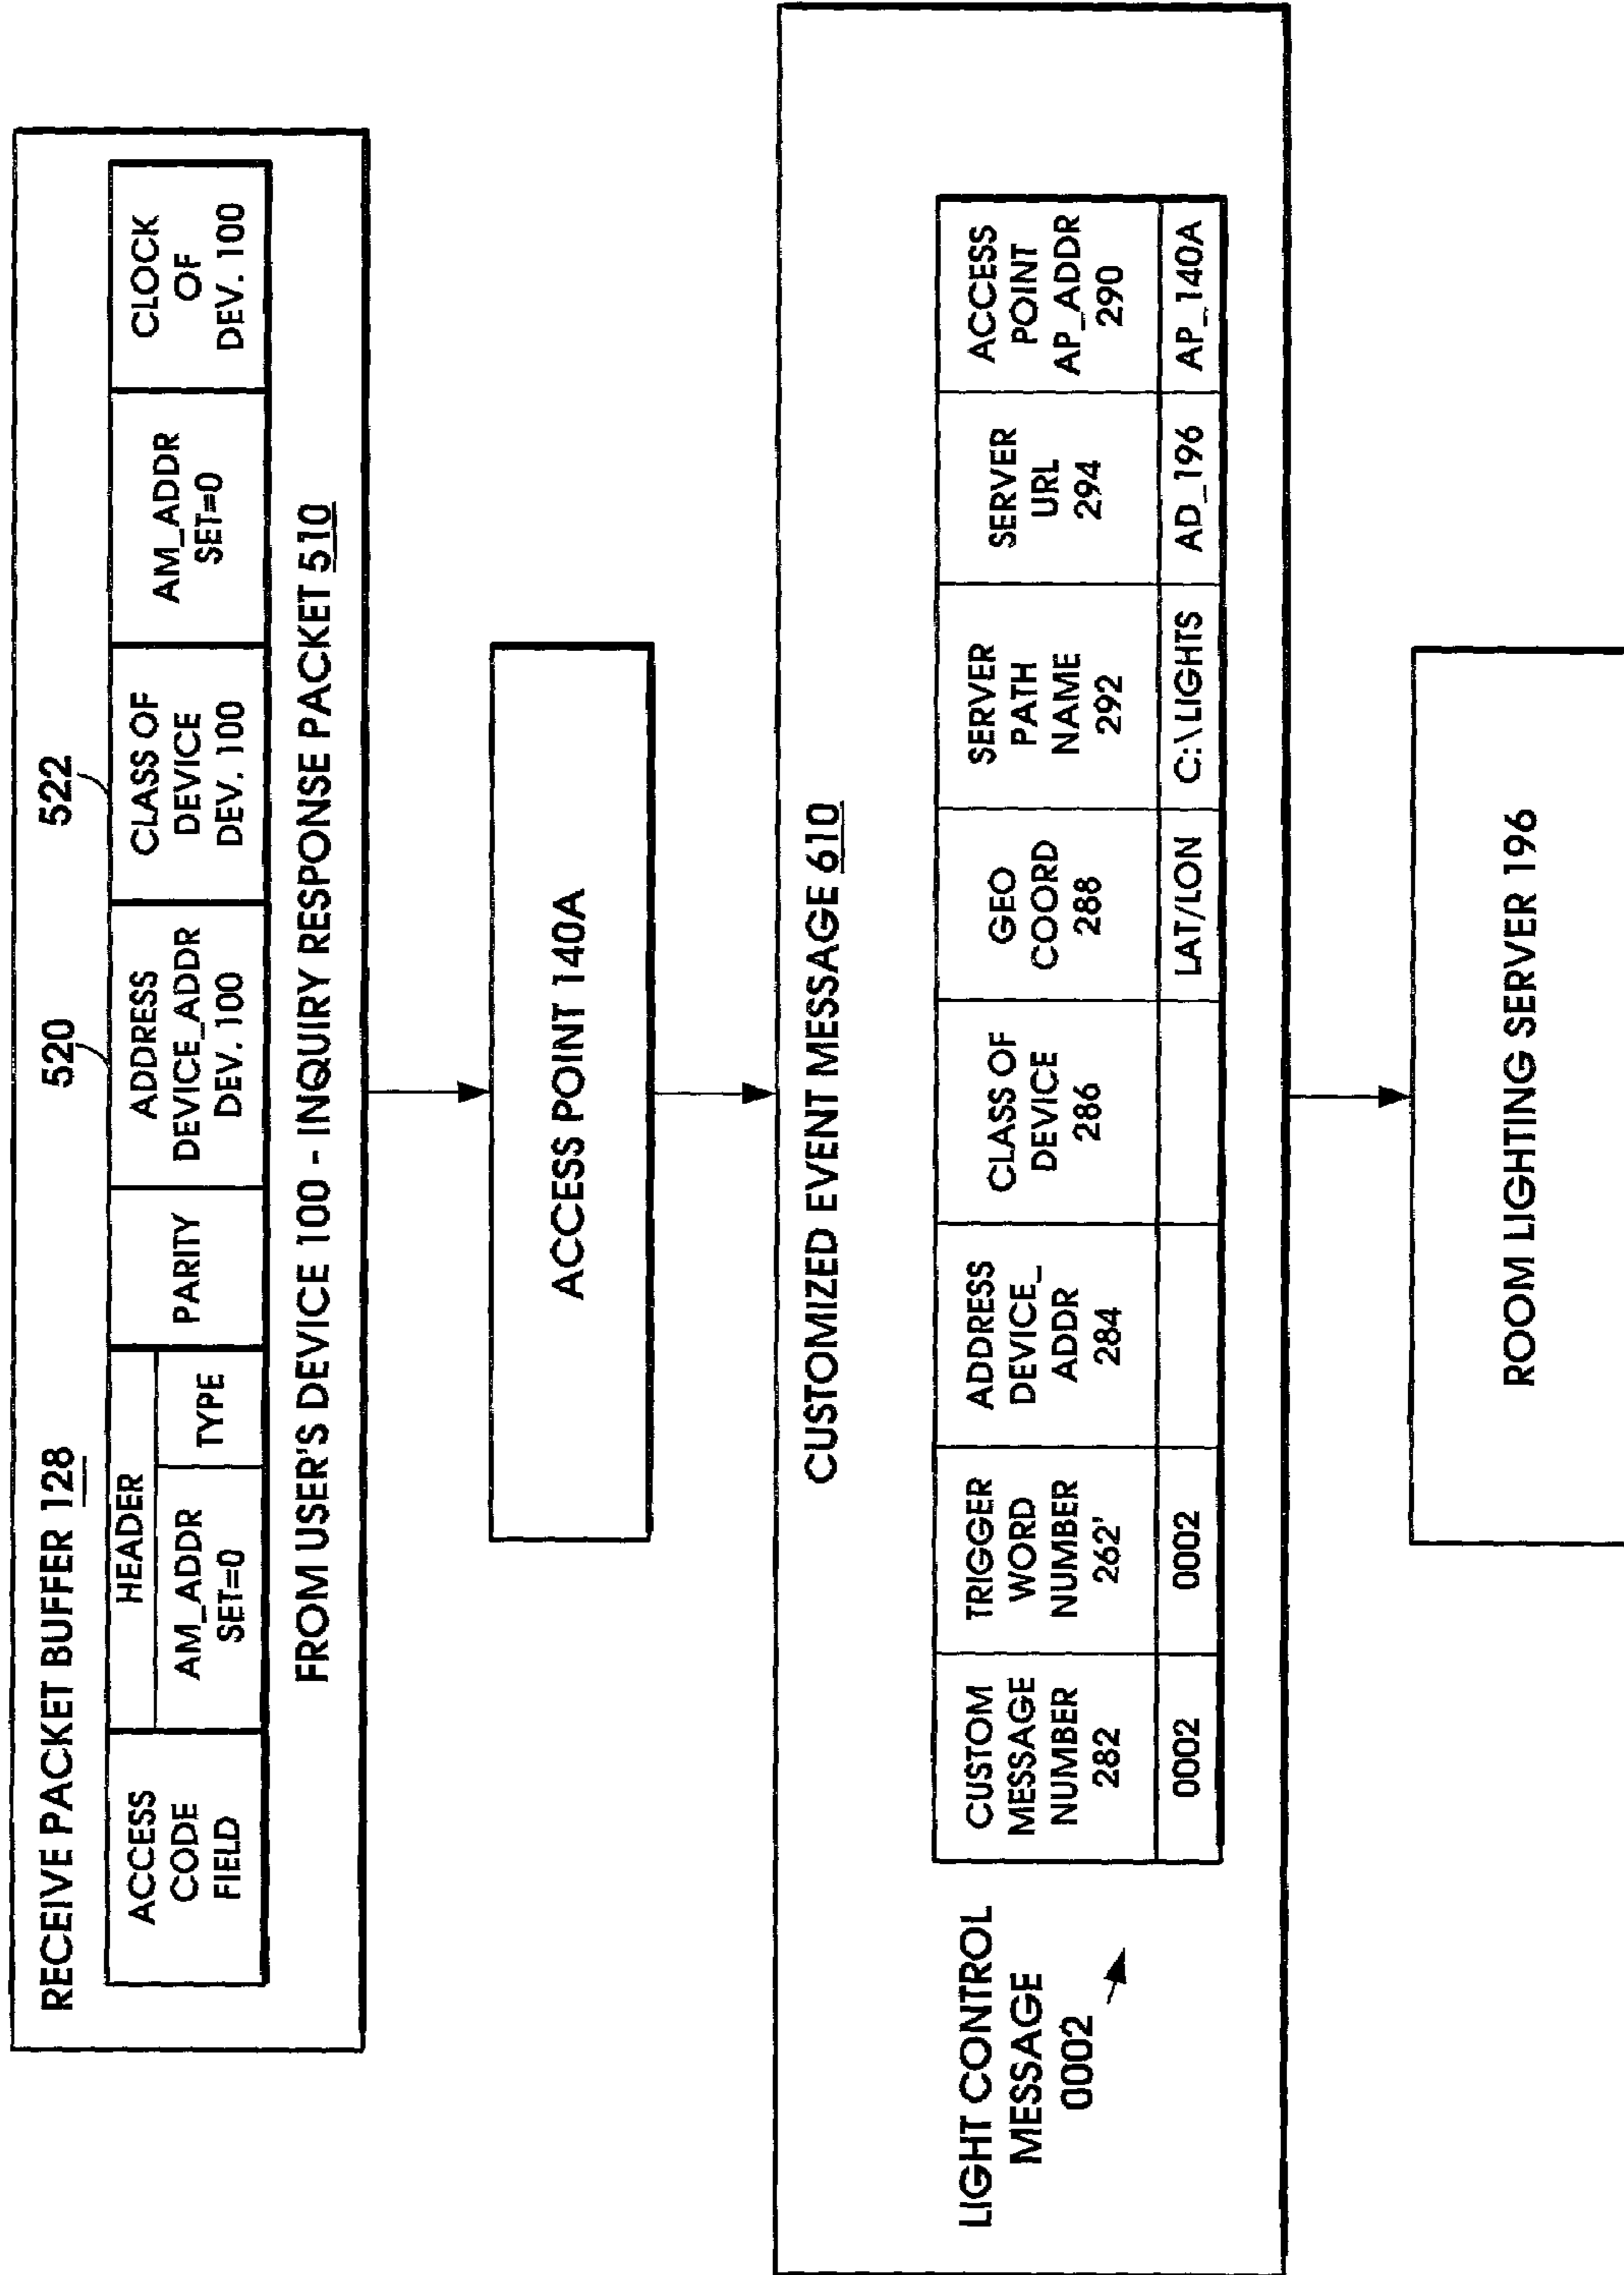 RECEIVE PACKET BUFFER 128
520
522
ACCESS
CODE
FIELD
HEADER
AM_ADDR
SET=0
TYPE
PARITY
ADDRESS
DEVICE_ADDR
DEV. 100
CLASS OF
DEVICE
DEV. 100
AM_ADDR
SET=0
CLOCK
OF
DEV. 100
FROM USER'S DEVICE 100 - INQUIRY RESPONSE PACKET 510
ACCESS POINT 140A
CUSTOMIZED EVENT MESSAGE 610
LIGHT CONTROL
MESSAGE
0002
CUSTOM
MESSAGE
NUMBER
282
TRIGGER
WORD
NUMBER
262'
ADDRESS
DEVICE_
ADDR
284
CLASS OF
DEVICE
286
GEO
COORD
288
SERVER
PATH
NAME
292
SERVER
URL
294
ACCESS
POINT
AP_ADDR
290
0002
0002
LAT/LON
C:\LIGHTS
AD_196
AP_140A
ROOM LIGHTING SERVER 196